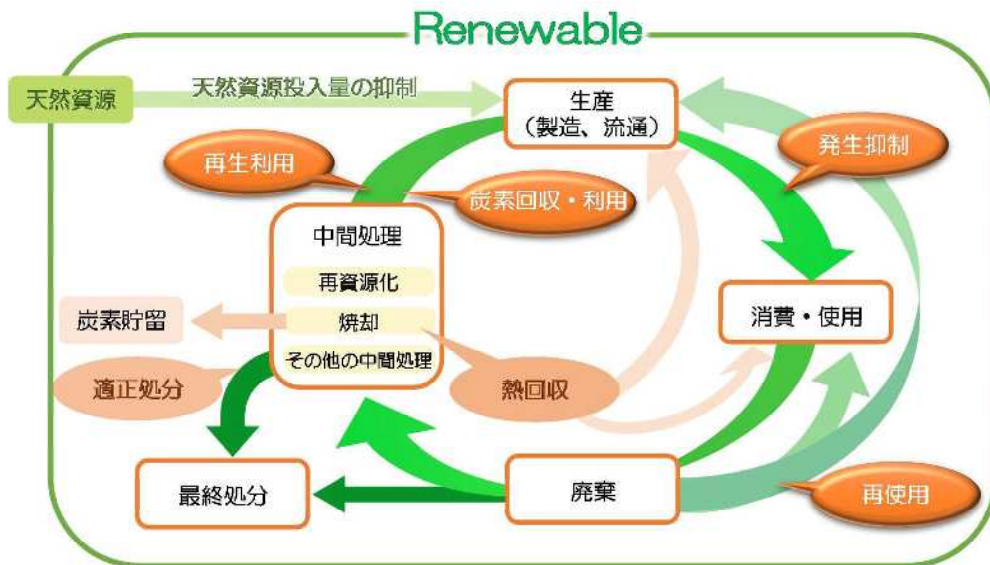 Renewable
天然資源
天然資源投入量の抑制
生産
（製造、流通）
発生抑制
再生利用
炭素回収・利用
中間処理
再資源化
焼却
その他の中間処理
炭素貯留
消費・使用
適正処分
熱回収
最終処分
廃棄
再使用